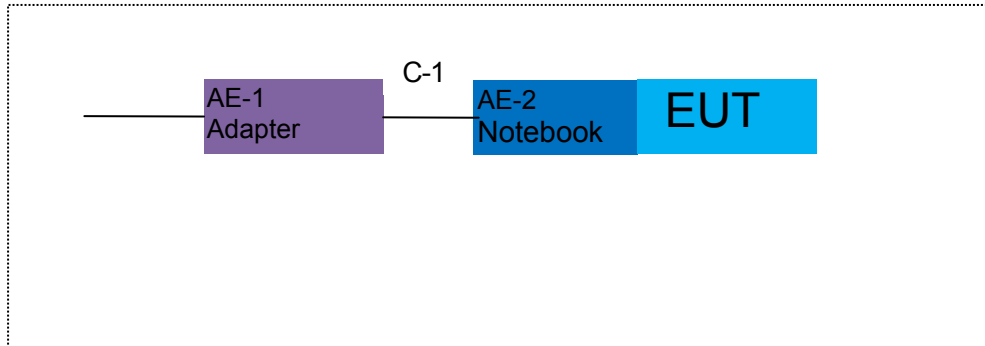 C-1
AE-1
Adapter
AE-2
Notebook
EUT